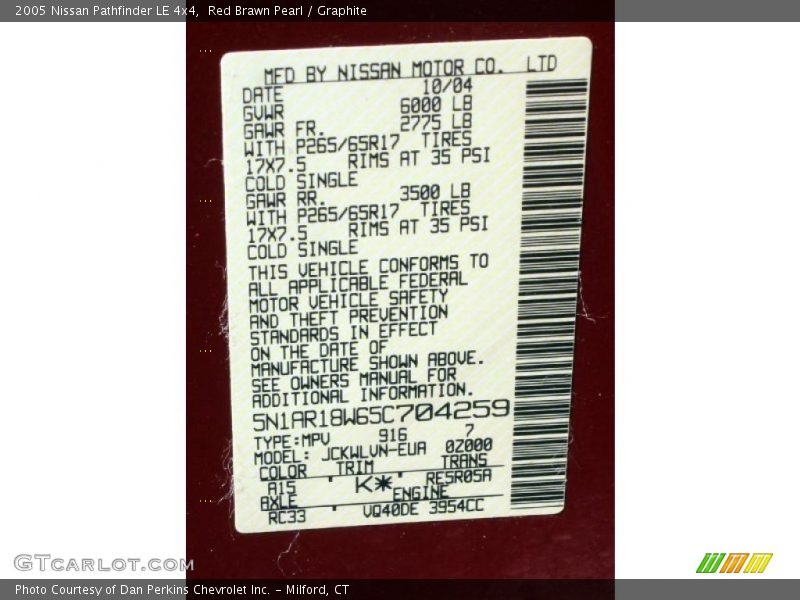 2005 Nissan Pathfinder LE 4x4, Red Brawn Pearl / Graphite
MFD BY NISSAN MOTOR CO. LTD
DATE 10/04
GVWR 6000 LB
GAWR FR. 2775 LB
WITH P265/65R17 TIRES
17X7.5 RIMS AT 35 PSI
COLD SINGLE
GAWR RR. 3500 LB
WITH P265/65R17 TIRES
17X7.5 RIMS AT 35 PSI
COLD SINGLE
THIS VEHICLE CONFORMS TO
ALL APPLICABLE FEDERAL
MOTOR VEHICLE SAFETY
AND THEFT PREVENTION
STANDARDS IN EFFECT
ON THE DATE OF
MANUFACTURE SHOWN ABOVE.
SEE OWNERS MANUAL FOR
ADDITIONAL INFORMATION.
5N1AR18W65C704259
TYPE:MPV 916 7
MODEL: JCKWLVN-EUA 0Z000
COLOR TRIM TRANS
A15 K* RE5R05A
AXLE ENGINE
RC33 VQ40DE 3954CC
GTCarlot.com
Photo Courtesy of Dan Perkins Chevrolet Inc. - Milford, CT